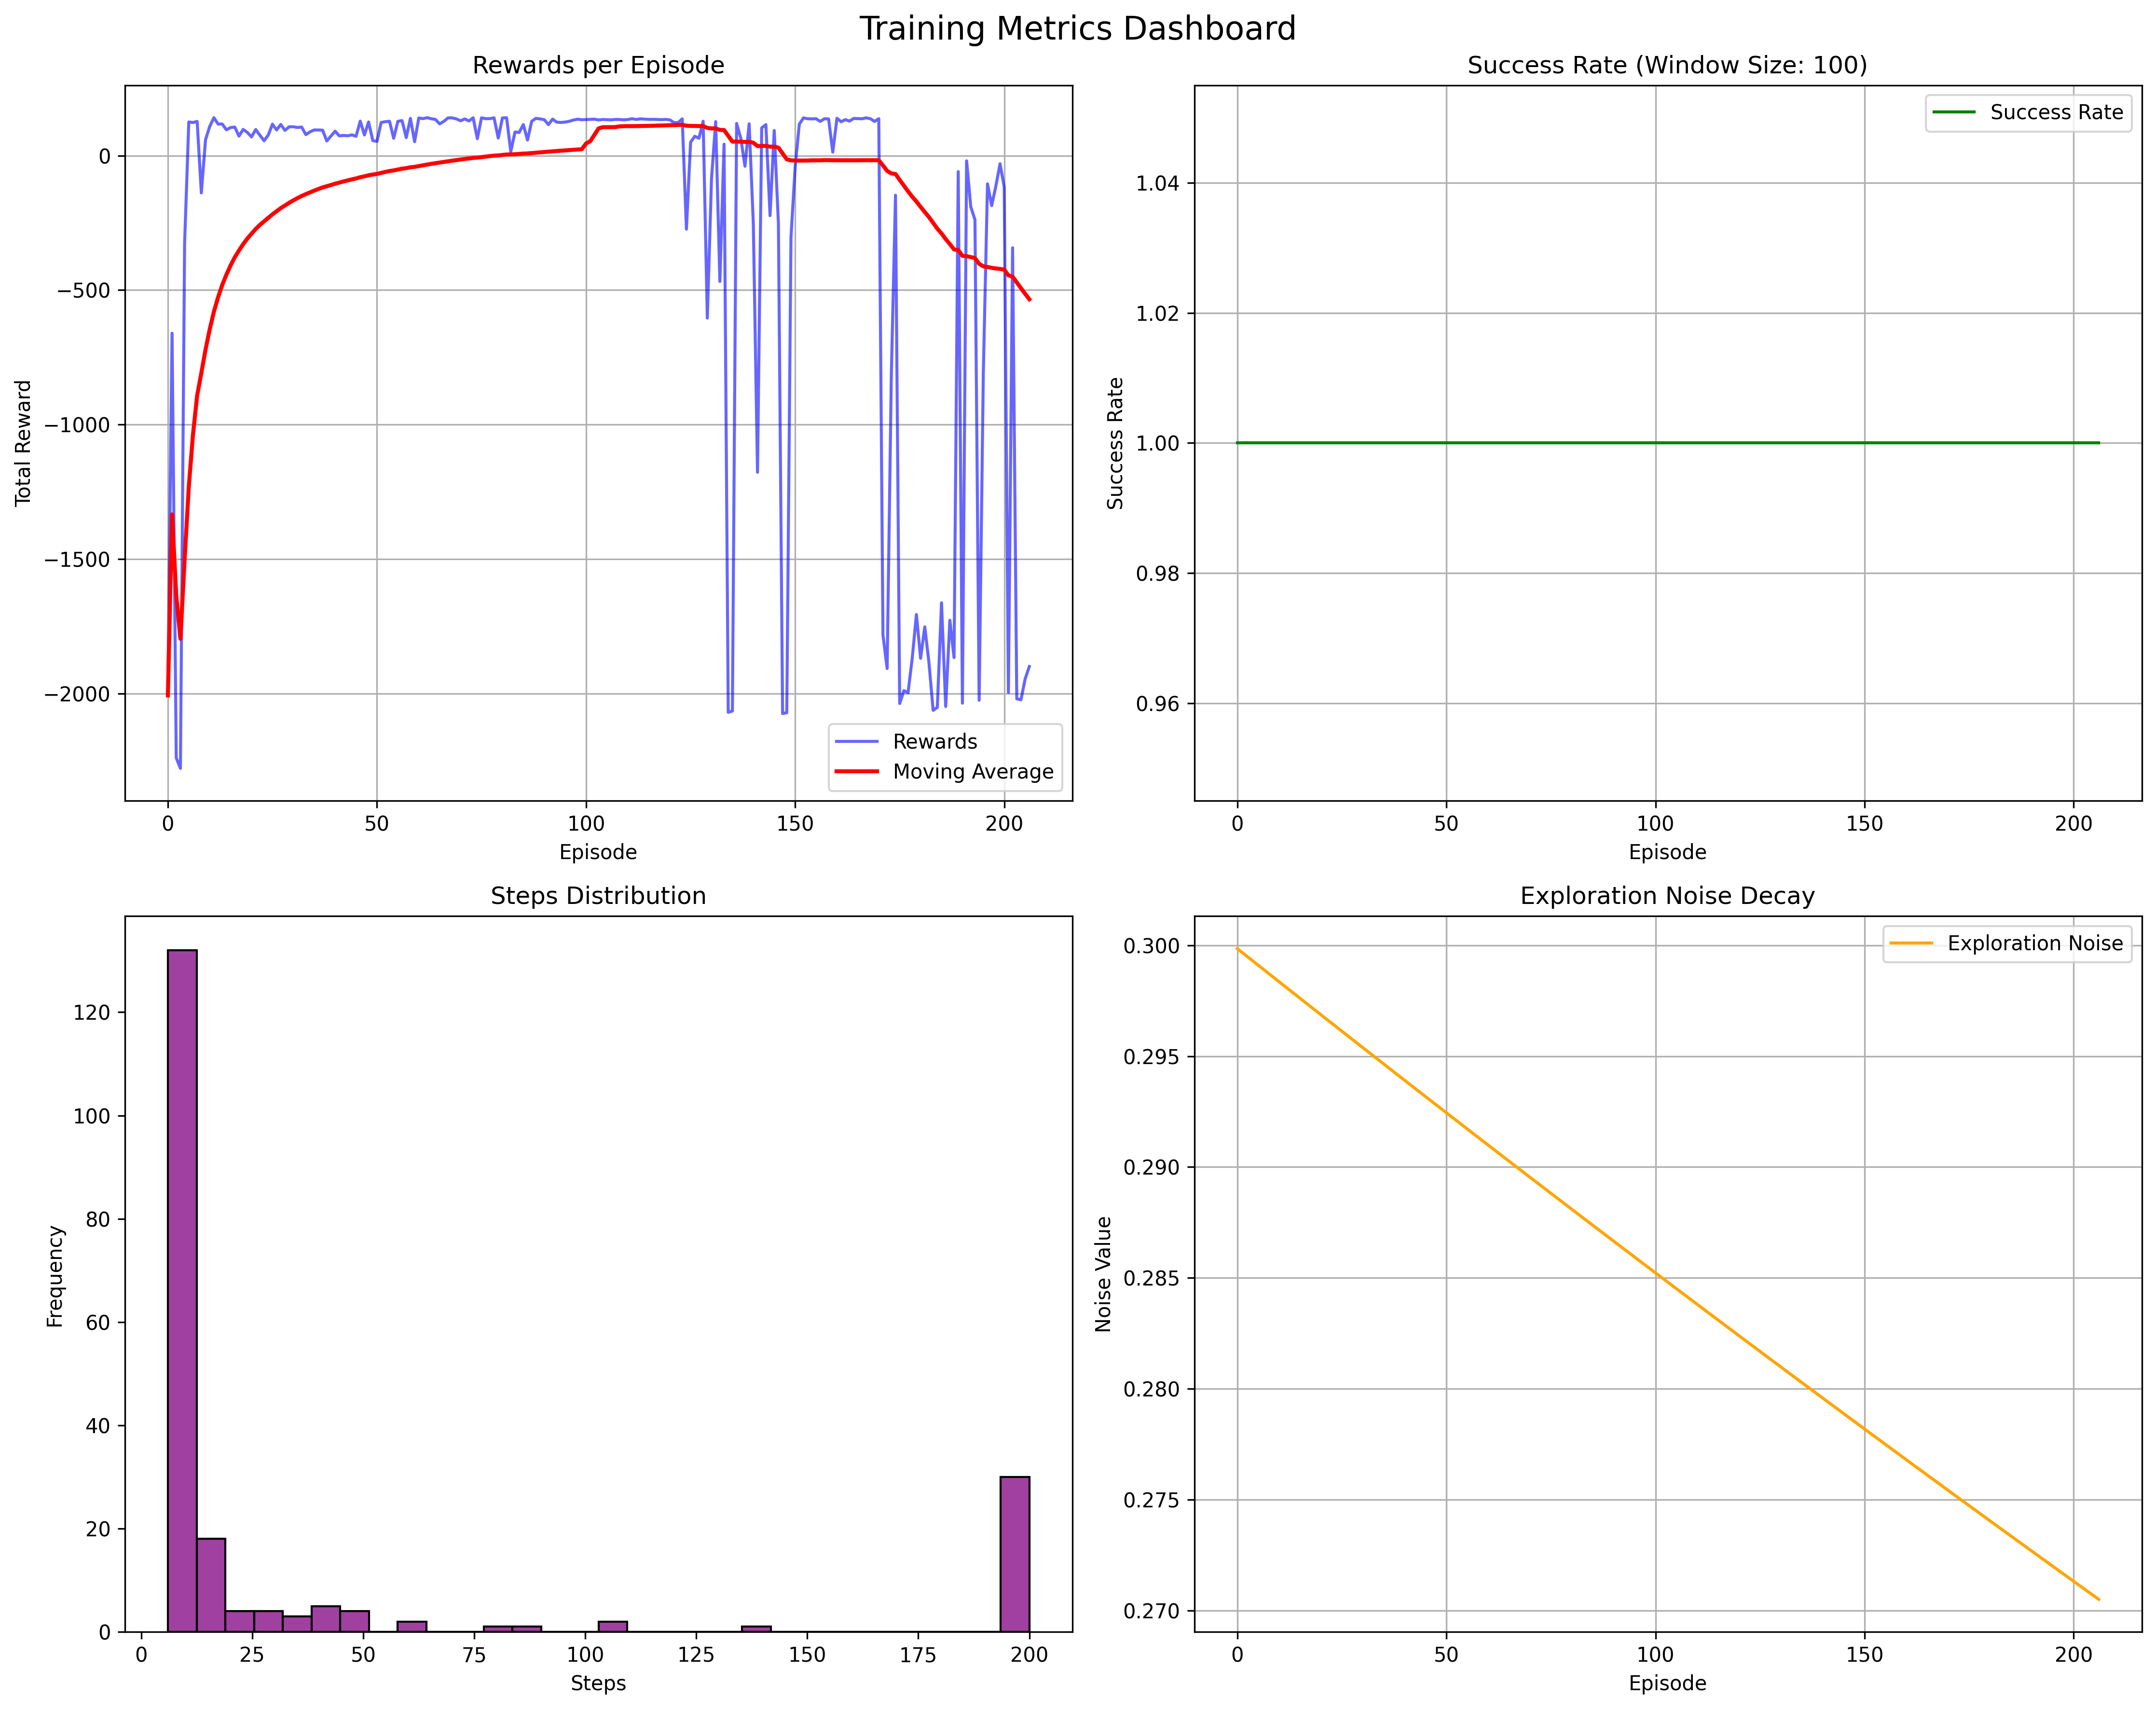 Training Metrics Dashboard
Rewards per Episode
Total Reward
0
−500
−1000
−1500
−2000
0 50 100 150 200
Episode
Rewards
Moving Average
Success Rate (Window Size: 100)
Success Rate
1.04
1.02
1.00
0.98
0.96
0 50 100 150 200
Episode
Success Rate
Steps Distribution
Frequency
120
100
80
60
40
20
0
0 25 50 75 100 125 150 175 200
Steps
Exploration Noise Decay
Noise Value
0.300
0.295
0.290
0.285
0.280
0.275
0.270
0 50 100 150 200
Episode
Exploration Noise